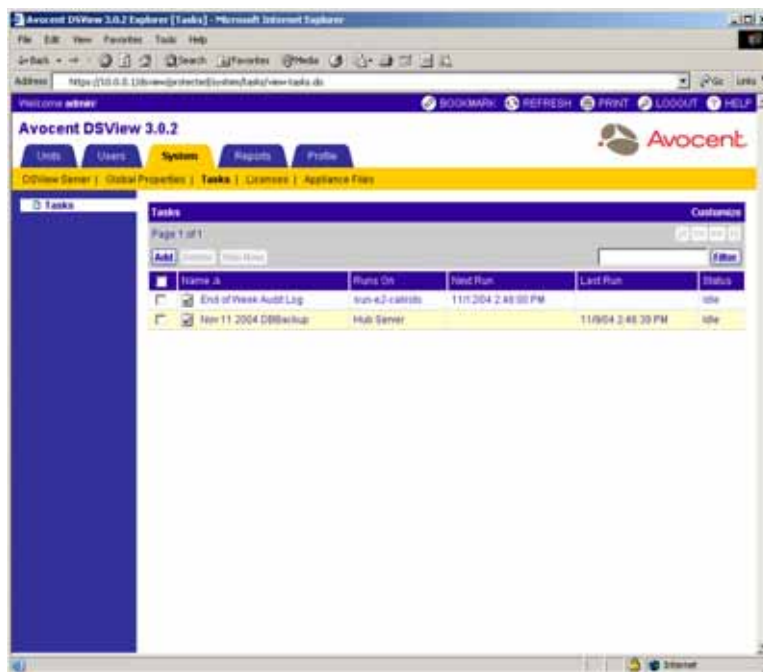 Avocent DSView 3.0.2 Explorer [Tasks] - Microsoft Internet Explorer
File Edit View Favorites Tools Help
Back Search Favorites Media
Address Go Links
Welcome admin BOOKMARK REFRESH PRINT LOGOUT HELP
Avocent DSView 3.0.2
Avocent
Units Users System Reports Profile
DSView Server | Global Properties | Tasks | Licenses | Appliance Files
Tasks
Tasks Customize
Page 1 of 1
Add Delete Run Now Filter
Name Runs On Next Run Last Run Status
End of Week Audit Log 2:48:00 PM Idle
Nov 11 2004 DBBackup Hub Server 11/9/04 2:46:39 PM Idle
Internet